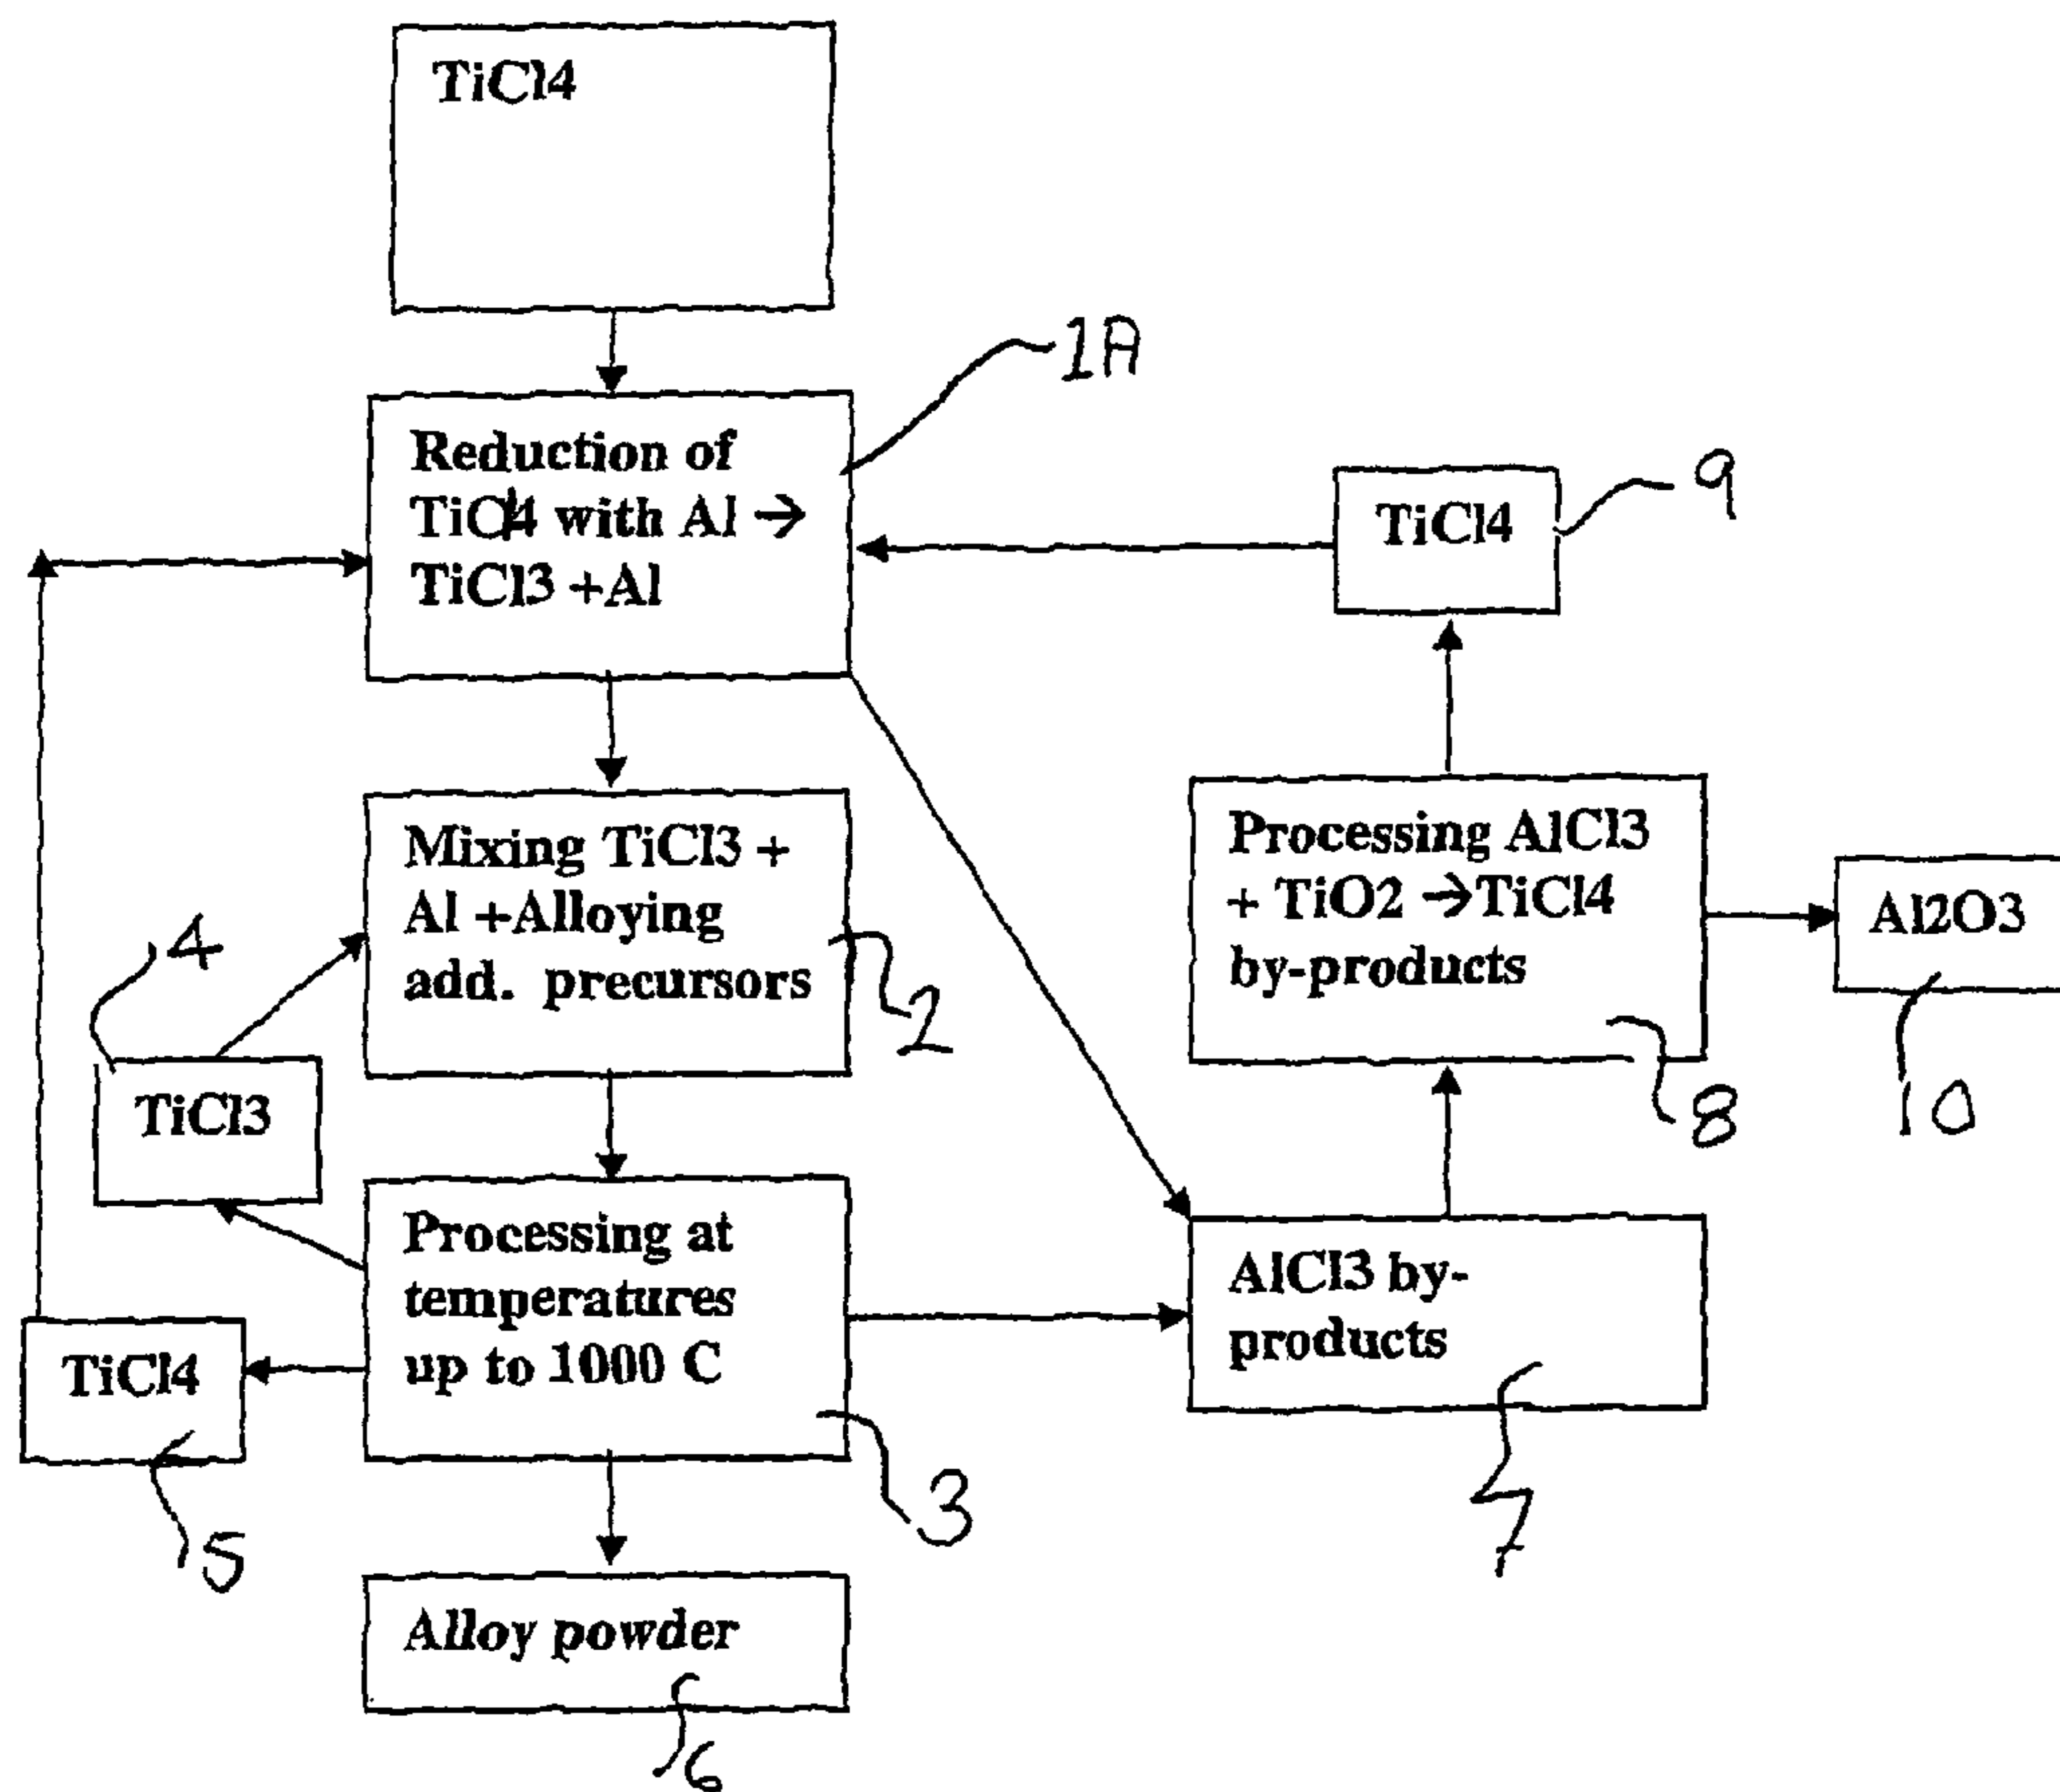 TiCl4
1A
Reduction of
TiCl4 with Al →
TiCl3 +Al
TiCl4
9
Mixing TiCl3 +
Al +Alloying
add. precursors
2
Processing AlCl3
+ TiO2 →TiCl4
by-products
8
Al2O3
10
4
TiCl3
Processing at
temperatures
up to 1000 C
3
AlCl3 by-
products
7
TiCl4
5
Alloy powder
6